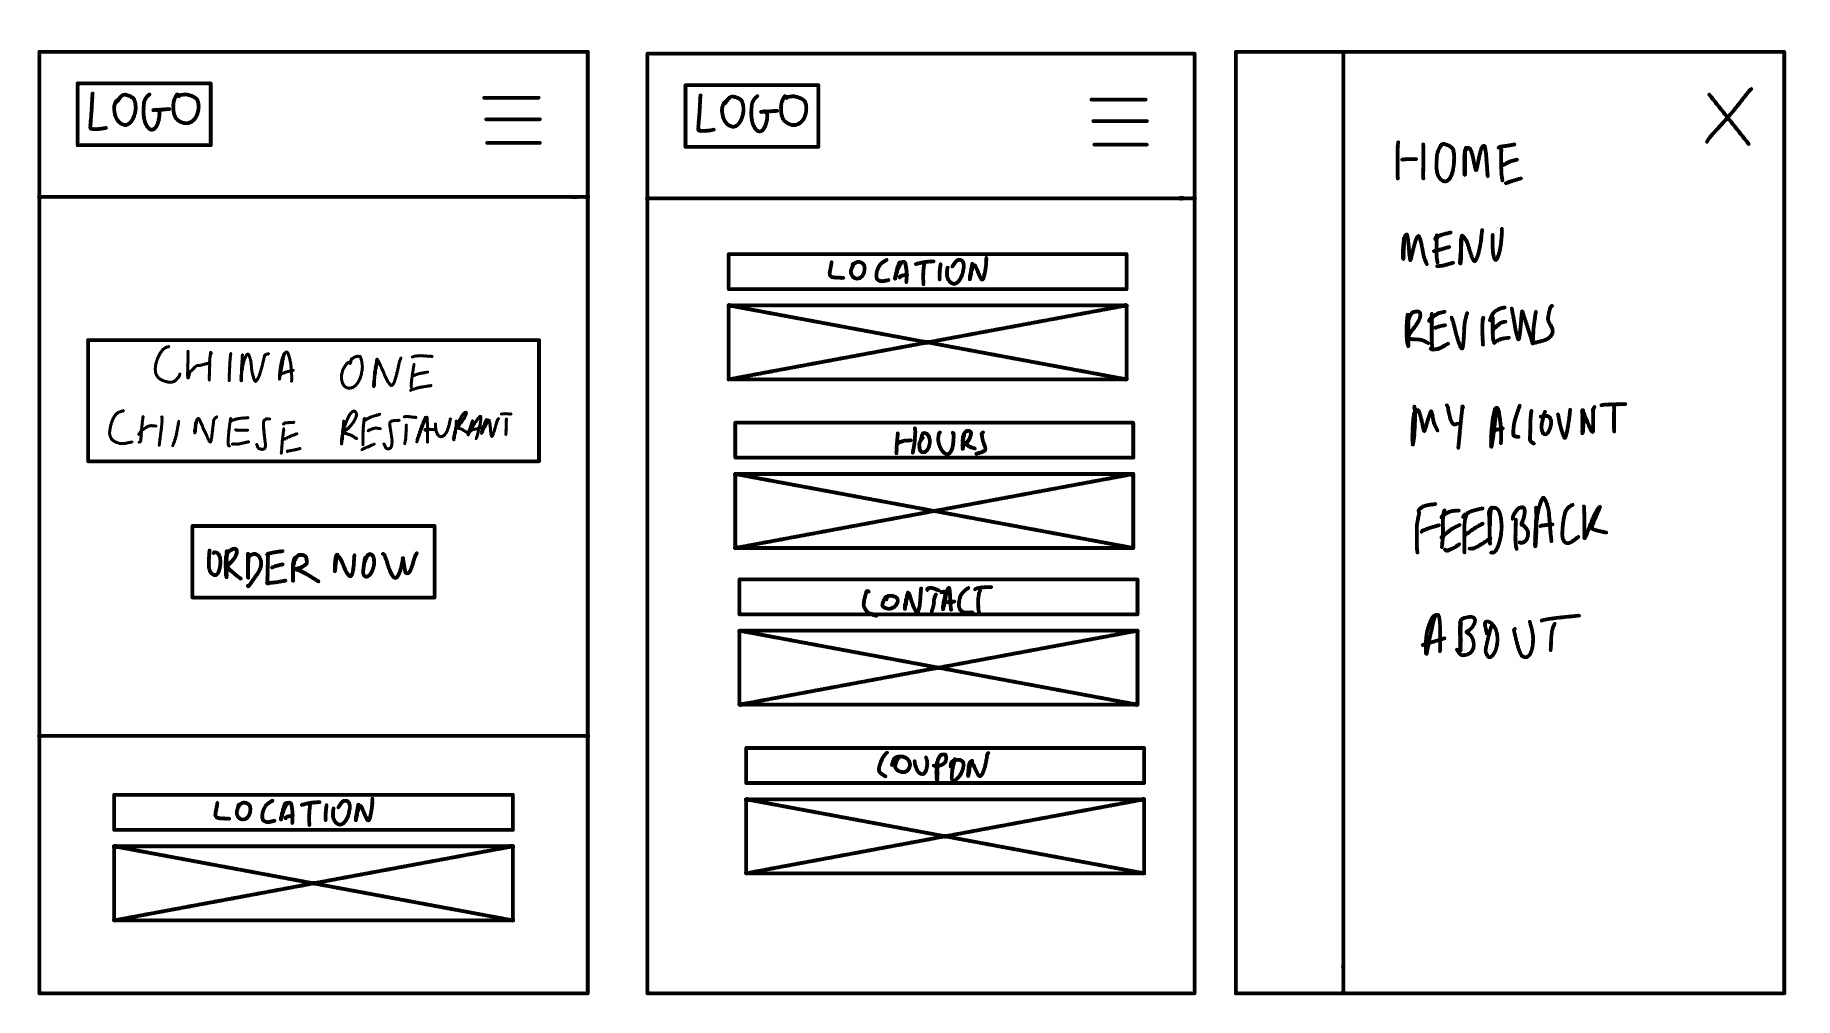 LOGO
CHINA ONE
CHINESE RESTAURANT
ORDER NOW
LOCATION
LOGO
LOCATION
HOURS
CONTACT
COUPON
HOME
MENU
REVIEWS
MY ACCOUNT
FEEDBACK
ABOUT